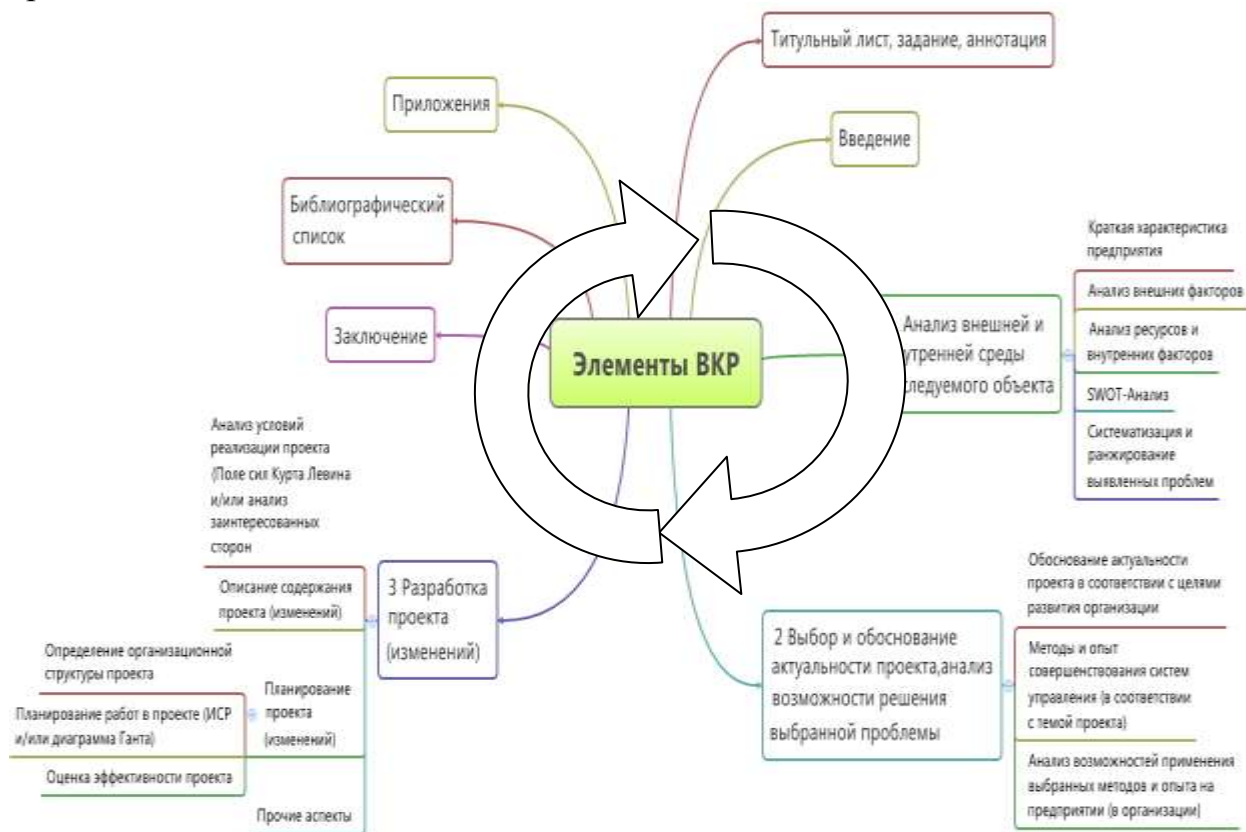 Титульный лист, задание, аннотация
Приложения
Введение
Библиографический
список
Заключение
Элементы ВКР
Анализ внешней и
утренней среды
следуемого объекта
Краткая характеристика
предприятия
Анализ внешних факторов
Анализ ресурсов и
внутренних факторов
SWOT-Анализ
Систематизация и
ранжирование
выявленных проблем
2 Выбор и обоснование
актуальности проекта,анализ
возможности решения
выбранной проблемы
Обоснование актуальности
проекта в соответствии с целями
развития организации
Методы и опыт
совершенствования систем
управления (в соответствии
с темой проекта)
Анализ возможностей применения
выбранных методов и опыта на
предприятии (в организации)
3 Разработка
проекта
(изменений)
Анализ условий
реализации проекта
(Поле сил Курта Левина
и/или анализ
заинтересованных
сторон
Описание содержания
проекта (изменений)
Планирование
проекта
(изменений)
Определение организационной
структуры проекта
Планирование работ в проекте (ИСР
и/или диаграмма Ганта)
Оценка эффективности проекта
Прочие аспекты